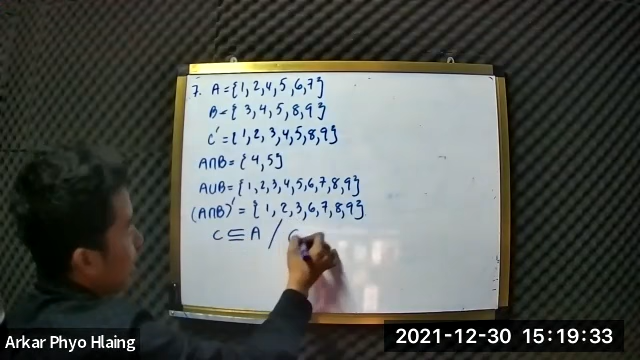 7. A = {1,2,4,5,6,7}
B = {3,4,5,8,9}
C' = {1,2,3,4,5,8,9}
A∩B = {4,5}
A∪B = {1,2,3,4,5,6,7,8,9}
(A∩B)' = {1,2,3,6,7,8,9}
C ⊆ A /
Arkar Phyo Hlaing
2021-12-30 15:19:33